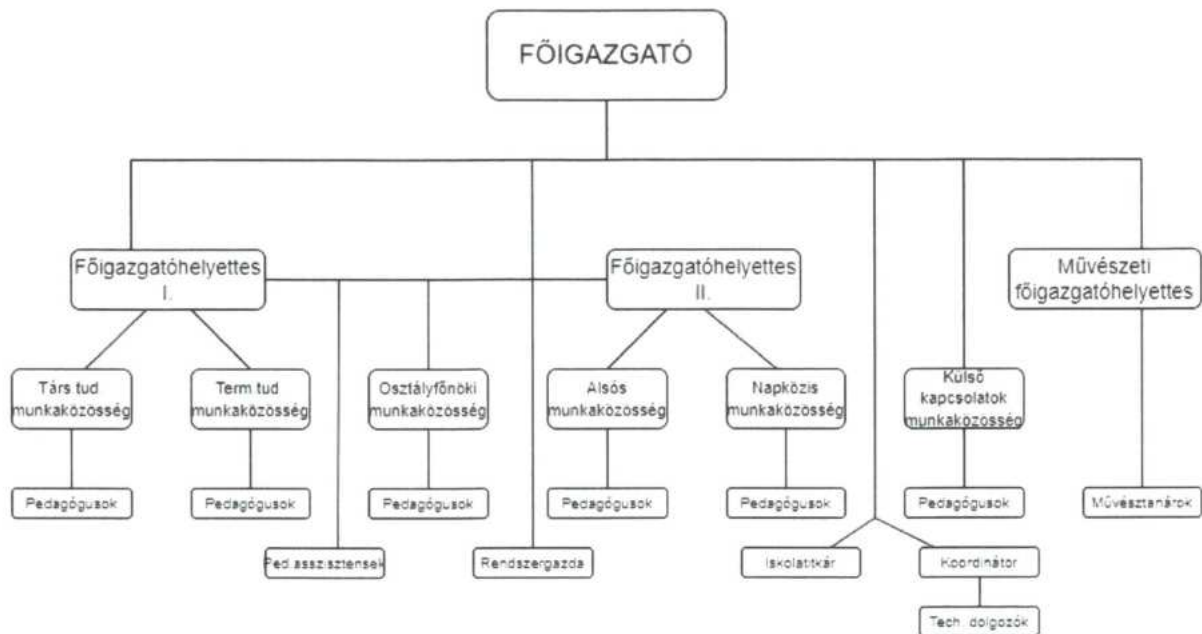 FŐIGAZGATÓ
Főigazgatóhelyettes
I.
Főigazgatóhelyettes
II.
Művészeti
főigazgatóhelyettes
Társ tud
munkaközösség
Term tud
munkaközösség
Osztályfőnöki
munkaközösség
Alsós
munkaközösség
Napközis
munkaközösség
Külső
kapcsolatok
munkaközösség
Pedagógusok
Pedagógusok
Pedagógusok
Pedagógusok
Pedagógusok
Pedagógusok
Művésztanárok
Ped.asszisztensek
Rendszergazda
Iskolatitkár
Koordinátor
Tech. dolgozók